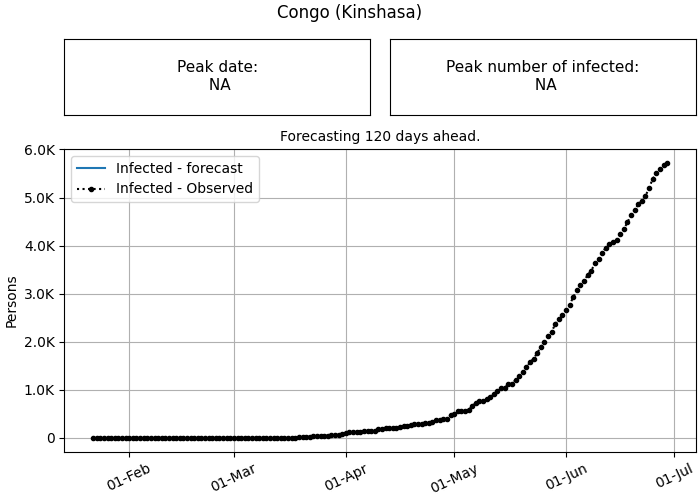 Congo (Kinshasa)
Peak date:
NA
Peak number of infected:
NA
Forecasting 120 days ahead.
6.0K
Infected - forecast
Infected - Observed
5.0K
4.0K
3.0K
2.0K
1.0K
0
Persons
01-Feb
01-Mar
01-Apr
01-May
01-Jun
01-Jul